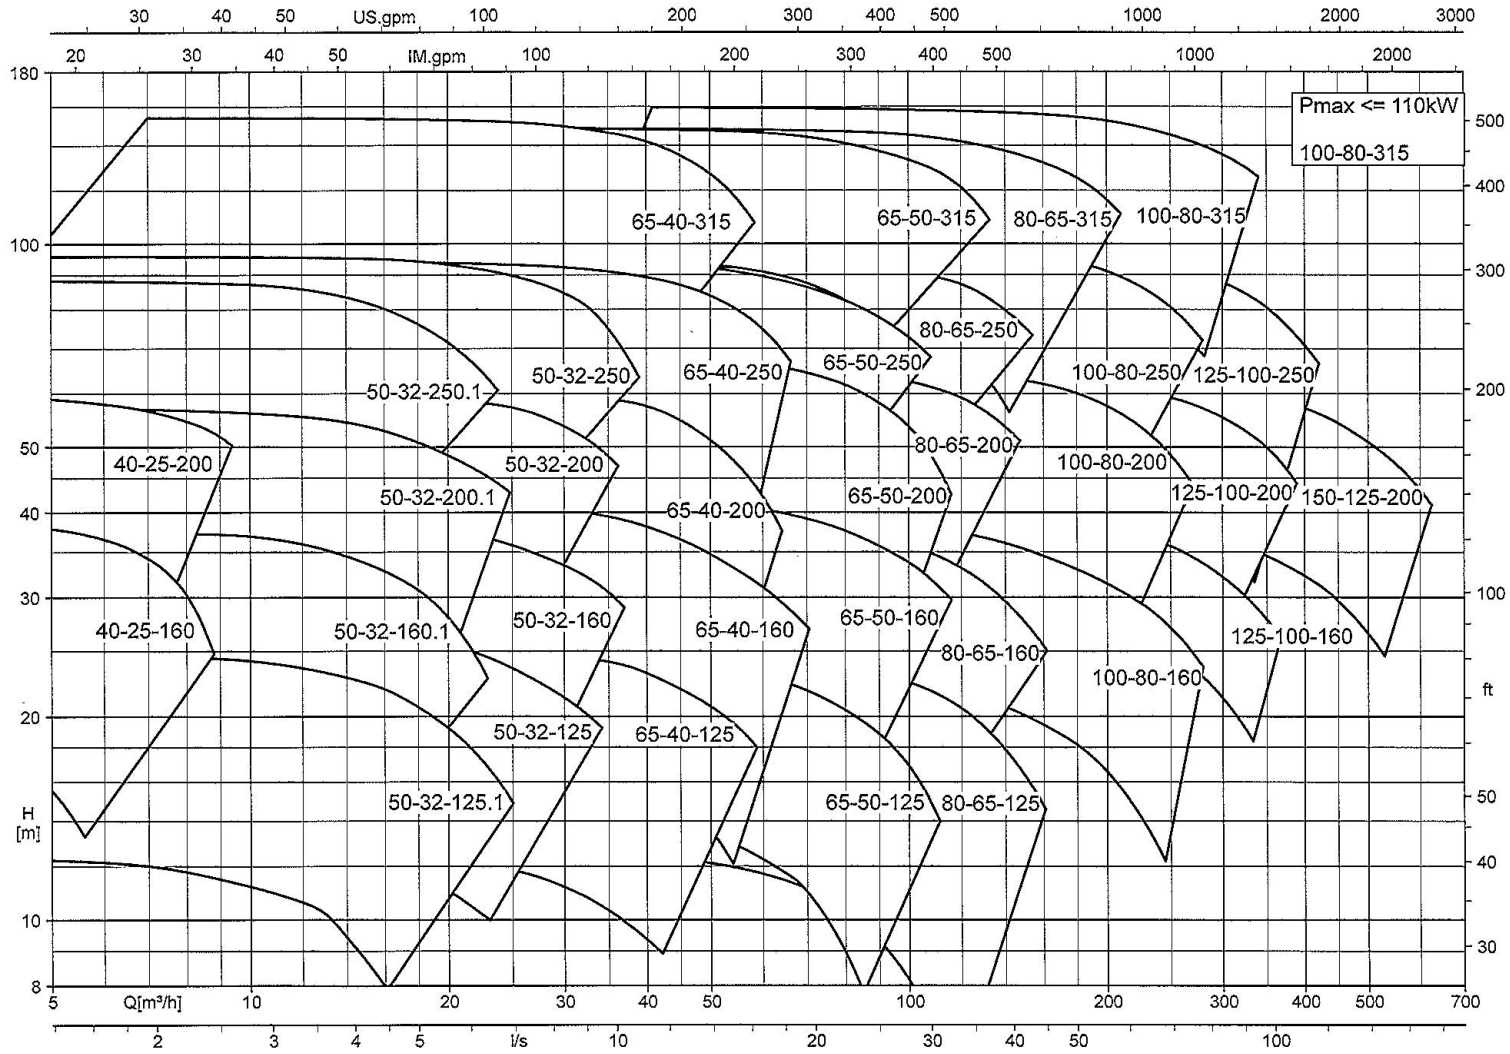 30 40 50 US.gpm 100 200 300 400 500 1000 2000 3000
20 30 40 50 IM.gpm 100 200 300 400 500 1000 2000
180
Pmax <= 110kW
500
100-80-315
400
65-40-315 65-50-315 80-65-315 100-80-315
100
300
80-65-250
50-32-250.1 50-32-250 65-40-250 65-50-250 100-80-250 125-100-250
200
50
40-25-200 50-32-200 80-65-200 100-80-200
50-32-200.1 65-40-200 65-50-200 125-100-200 150-125-200
40
30
100
40-25-160 50-32-160.1 50-32-160 65-40-160 65-50-160 125-100-160
80-65-160 100-80-160
ft
20
50-32-125 65-40-125
50-32-125.1 65-50-125 80-65-125
50
H
[m]
40
10
30
8
5 Q[m³/h] 10 20 30 40 50 100 200 300 400 500 700
2 3 4 5 l/s 10 20 30 40 50 100